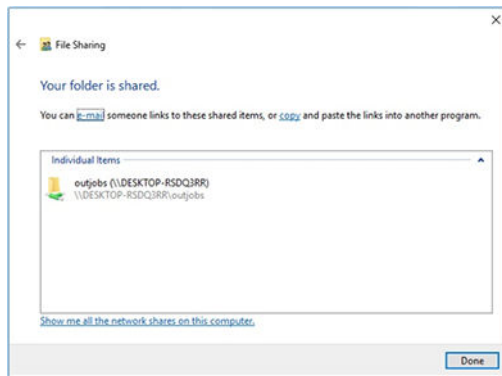 File Sharing
Your folder is shared.
You can e-mail someone links to these shared items, or copy and paste the links into another program.
Individual Items
outjobs (\\DESKTOP-RSDQ3RR)
\\DESKTOP-RSDQ3RR\outjobs
Show me all the network shares on this computer.
Done